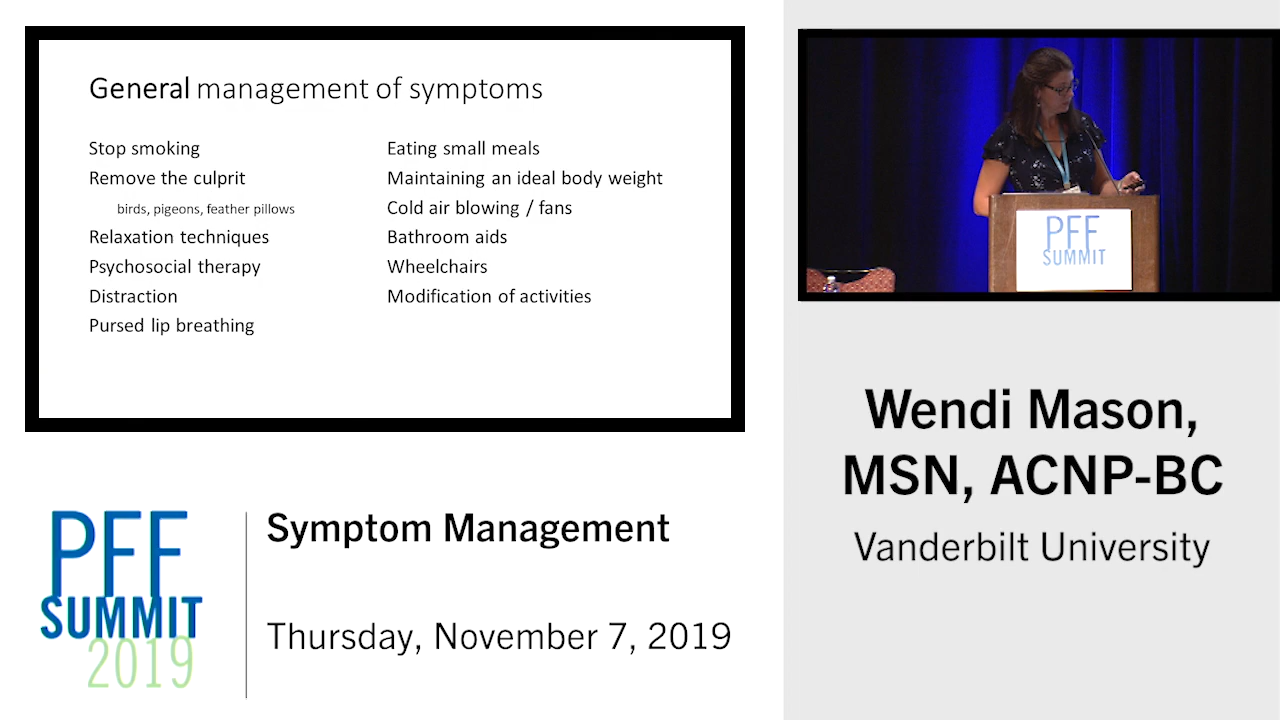 General management of symptoms
Stop smoking
Remove the culprit
birds, pigeons, feather pillows
Relaxation techniques
Psychosocial therapy
Distraction
Pursed lip breathing
Eating small meals
Maintaining an ideal body weight
Cold air blowing / fans
Bathroom aids
Wheelchairs
Modification of activities
PFF
SUMMIT
Wendi Mason,
MSN, ACNP-BC
Vanderbilt University
PFF
SUMMIT
2019
Symptom Management
Thursday, November 7, 2019